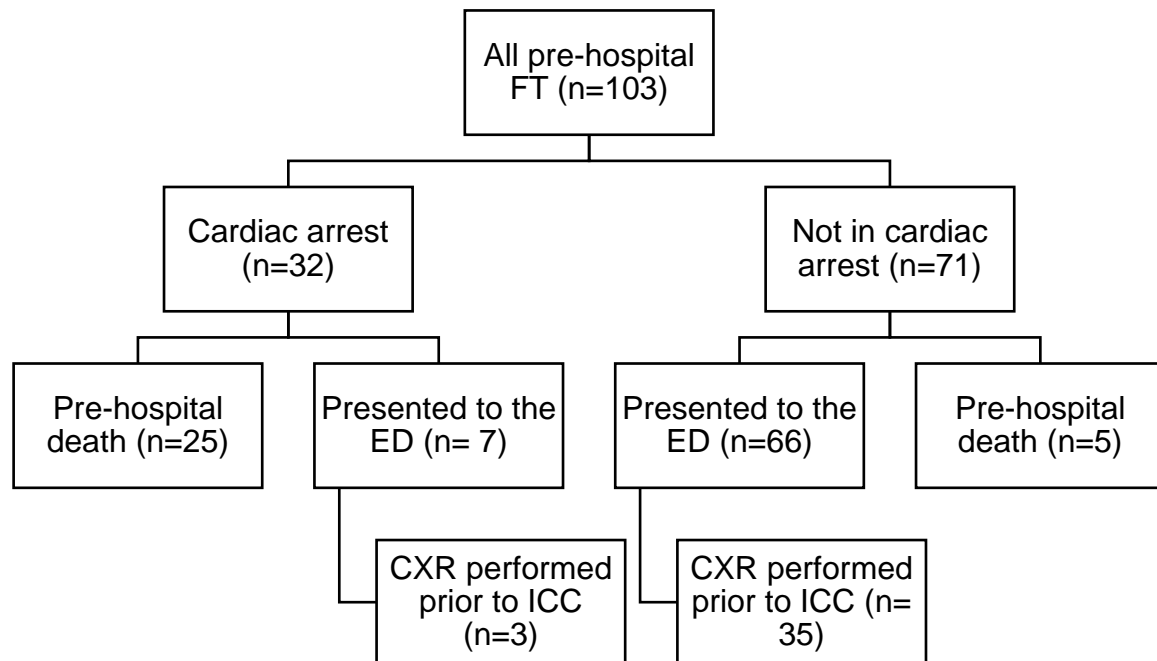 All pre-hospital
FT (n=103)
Cardiac arrest
(n=32)
Not in cardiac
arrest (n=71)
Pre-hospital
death (n=25)
Presented to the
ED (n= 7)
Presented to the
ED (n=66)
Pre-hospital
death (n=5)
CXR performed
prior to ICC
(n=3)
CXR performed
prior to ICC (n=
35)